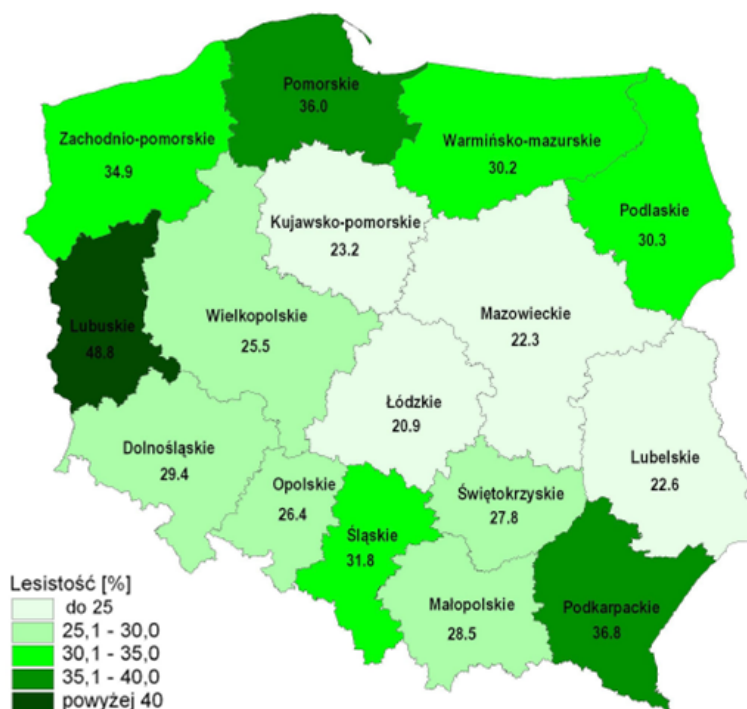 Pomorskie
36.0
Zachodnio-pomorskie
34.9
Warmińsko-mazurskie
30.2
Podlaskie
30.3
Kujawsko-pomorskie
23.2
Mazowieckie
22.3
Wielkopolskie
25.5
Lubuskie
48.8
Łódzkie
20.9
Dolnośląskie
29.4
Lubelskie
22.6
Opolskie
26.4
Świętokrzyskie
27.8
Śląskie
31.8
Małopolskie
28.5
Podkarpackie
36.8
Lesistość [%]
do 25
25,1 - 30,0
30,1 - 35,0
35,1 - 40,0
powyżej 40